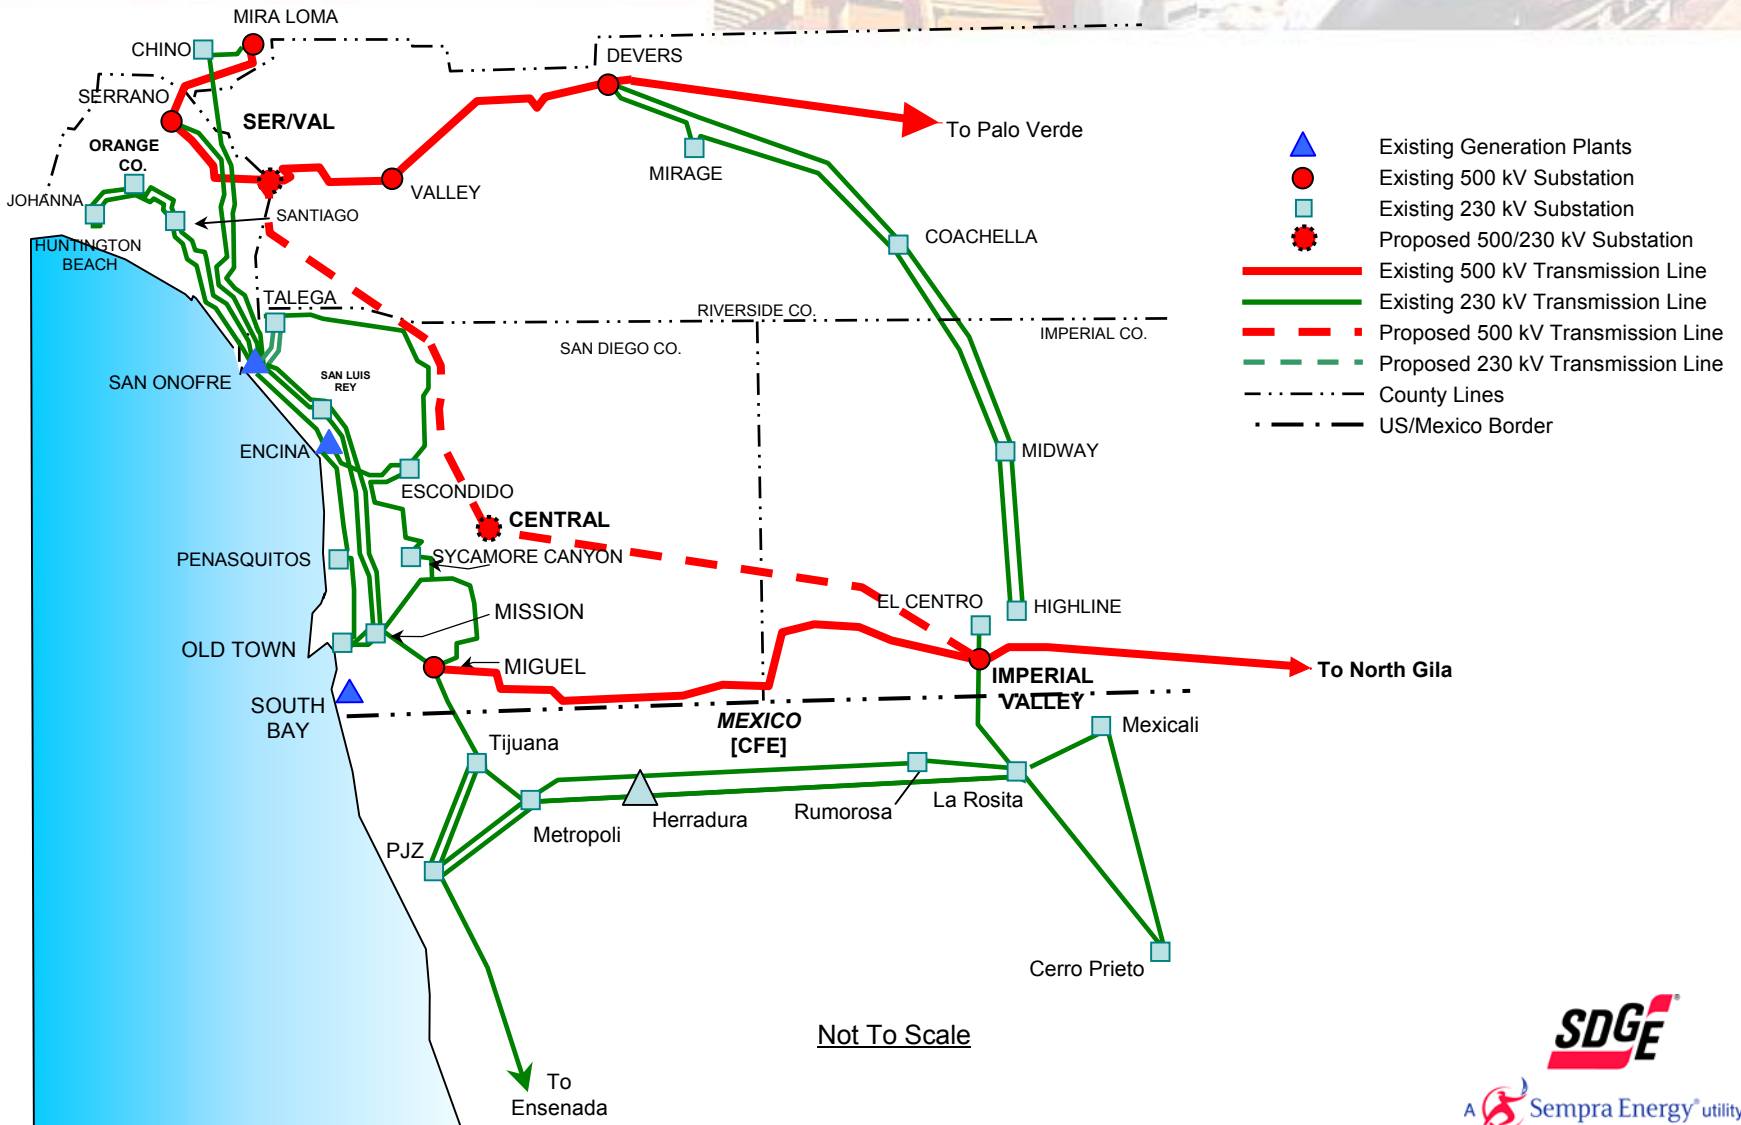 MIRA LOMA
CHINO
DEVERS
SERRANO
SER/VAL
To Palo Verde
ORANGE
CO.
MIRAGE
VALLEY
JOHANNA
SANTIAGO
HUNTINGTON
BEACH
COACHELLA
TALEGA
RIVERSIDE CO.
IMPERIAL CO.
SAN DIEGO CO.
SAN ONOFRE
SAN LUIS
REY
ENCINA
MIDWAY
ESCONDIDO
CENTRAL
PENASQUITOS
SYCAMORE CANYON
EL CENTRO
HIGHLINE
MISSION
OLD TOWN
MIGUEL
IMPERIAL
VALLEY
To North Gila
SOUTH
BAY
MEXICO
[CFE]
Mexicali
Tijuana
Rumorosa
La Rosita
Herradura
Metropoli
PJZ
Cerro Prieto
To
Ensenada
Not To Scale
Existing Generation Plants
Existing 500 kV Substation
Existing 230 kV Substation
Proposed 500/230 kV Substation
Existing 500 kV Transmission Line
Existing 230 kV Transmission Line
Proposed 500 kV Transmission Line
Proposed 230 kV Transmission Line
County Lines
US/Mexico Border
SDGE®
A Sempra Energy® utility